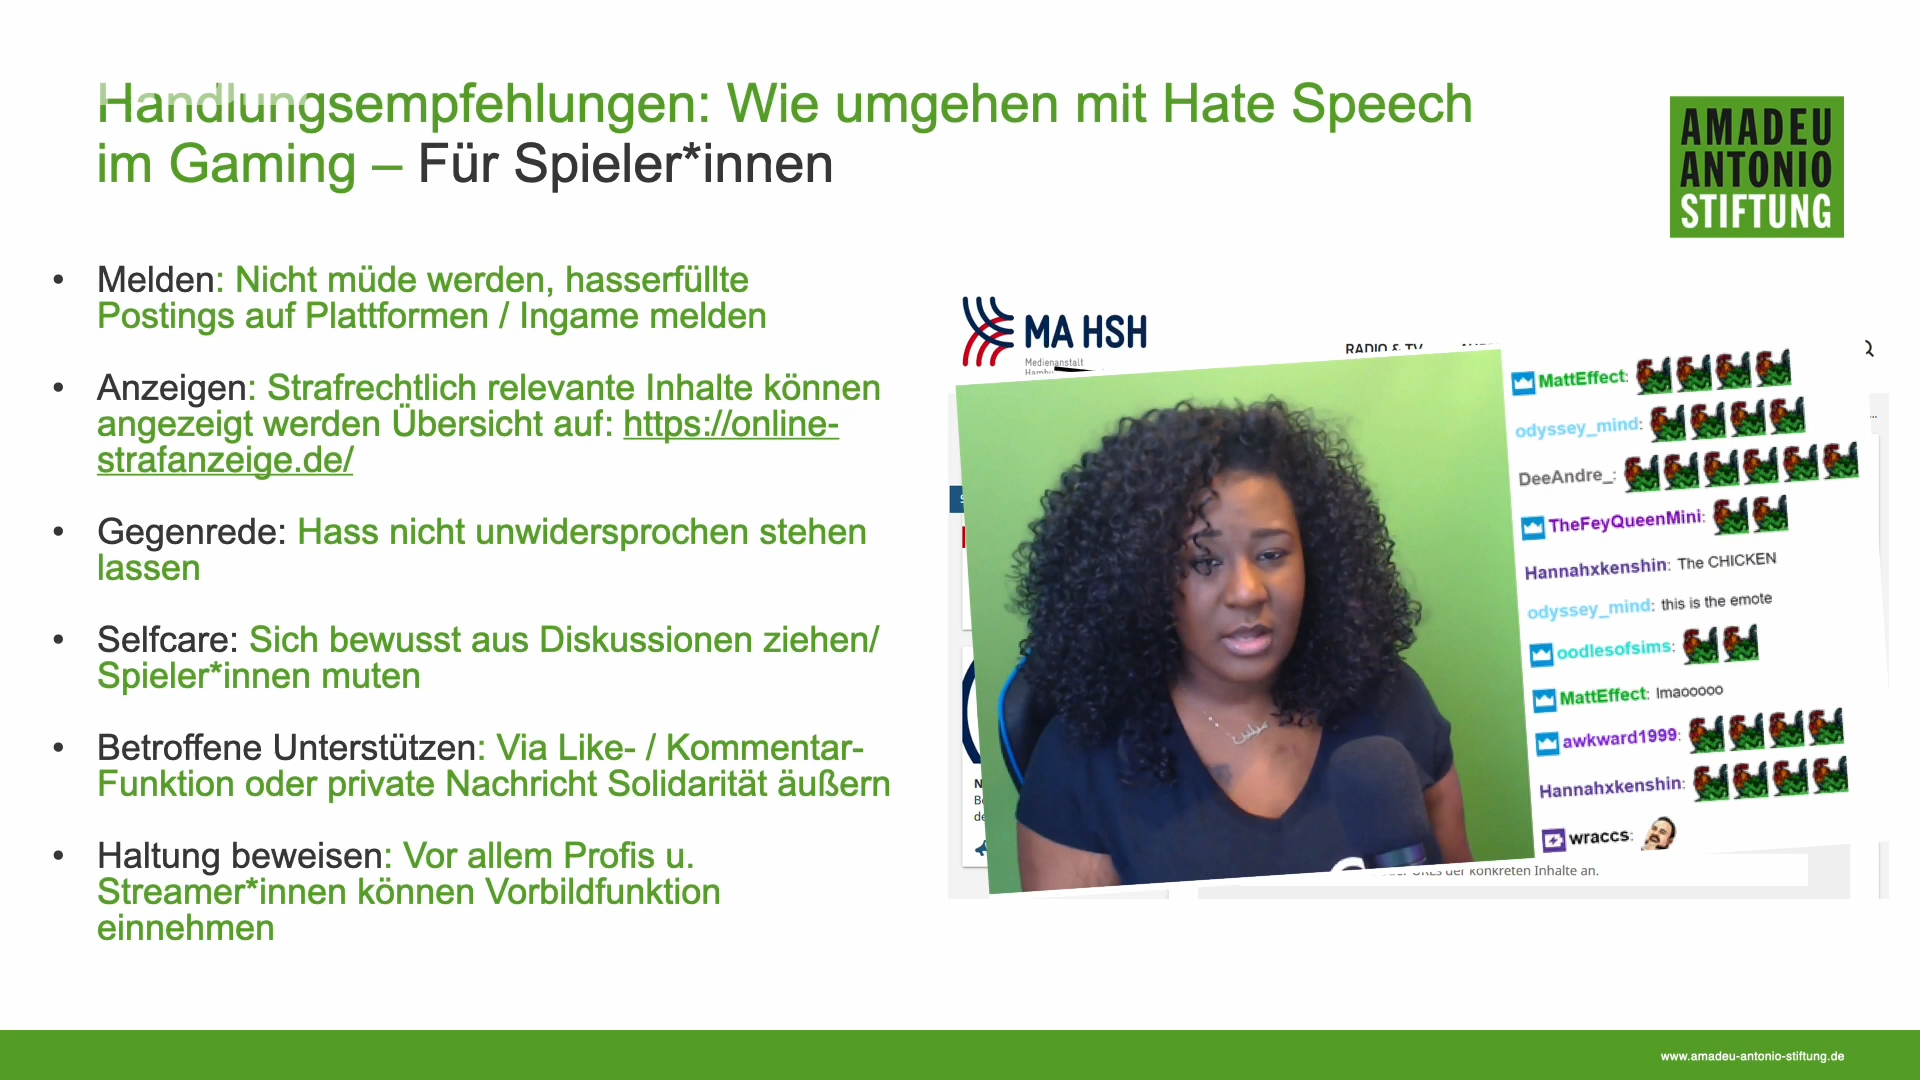 Handlungsempfehlungen: Wie umgehen mit Hate Speech
im Gaming – Für Spieler*innen
AMADEU
ANTONIO
STIFTUNG
• Melden: Nicht müde werden, hasserfüllte
Postings auf Plattformen / Ingame melden
• Anzeigen: Strafrechtlich relevante Inhalte können
angezeigt werden Übersicht auf: https://online-
strafanzeige.de/
• Gegenrede: Hass nicht unwidersprochen stehen
lassen
• Selfcare: Sich bewusst aus Diskussionen ziehen/
Spieler*innen muten
• Betroffene Unterstützen: Via Like- / Kommentar-
Funktion oder private Nachricht Solidarität äußern
• Haltung beweisen: Vor allem Profis u.
Streamer*innen können Vorbildfunktion
einnehmen
MA HSH
Medienanstalt
RADIO & TV
MattEffect:
odyssey_mind:
DeeAndre_:
TheFeyQueenMini:
Hannahxkenshin: The CHICKEN
odyssey_mind: this is the emote
oodlesofsims:
MattEffect: lmaooooo
awkward1999:
Hannahxkenshin:
wraccs:
der konkreten Inhalte an.
www.amadeu-antonio-stiftung.de